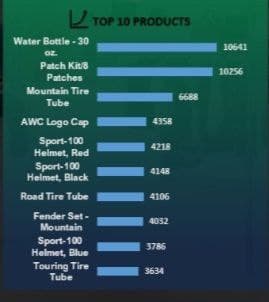 TOP 10 PRODUCTS
Water Bottle - 30
oz.
10641
Patch Kit/8
Patches
10256
Mountain Tire
Tube
6688
AWC Logo Cap
4358
Sport-100
Helmet, Red
4218
Sport-100
Helmet, Black
4148
Road Tire Tube
4106
Fender Set -
Mountain
4032
Sport-100
Helmet, Blue
3786
Touring Tire
Tube
3634